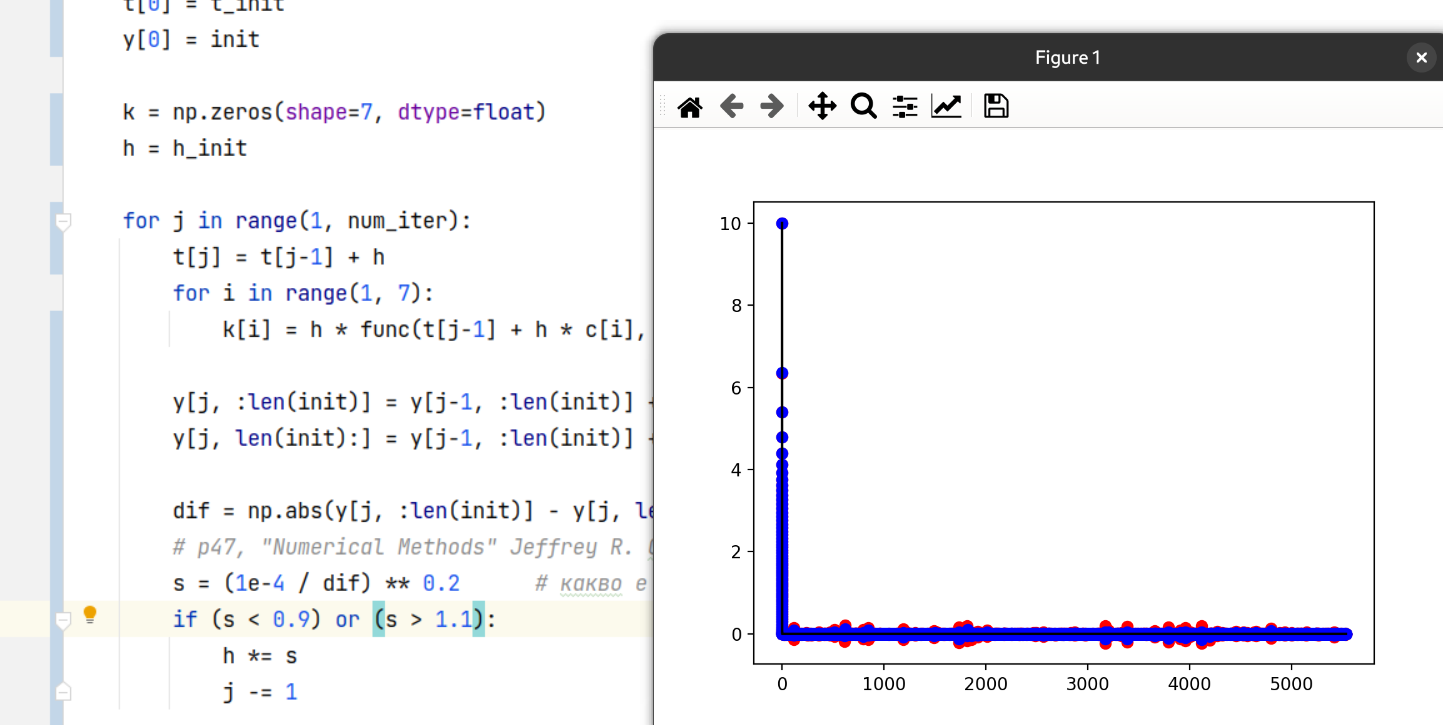 t[0] = t_init
y[0] = init
k = np.zeros(shape=7, dtype=float)
h = h_init
for j in range(1, num_iter):
t[j] = t[j-1] + h
for i in range(1, 7):
k[i] = h * func(t[j-1] + h * c[i],
y[j, :len(init)] = y[j-1, :len(init)] +
y[j, len(init):] = y[j-1, :len(init)] +
dif = np.abs(y[j, :len(init)] - y[j, le
# p47, "Numerical Methods" Jeffrey R.
s = (1e-4 / dif) ** 0.2 # какво е
if (s < 0.9) or (s > 1.1):
h *= s
j -= 1
Figure 1
10
8
6
4
2
0
0 1000 2000 3000 4000 5000